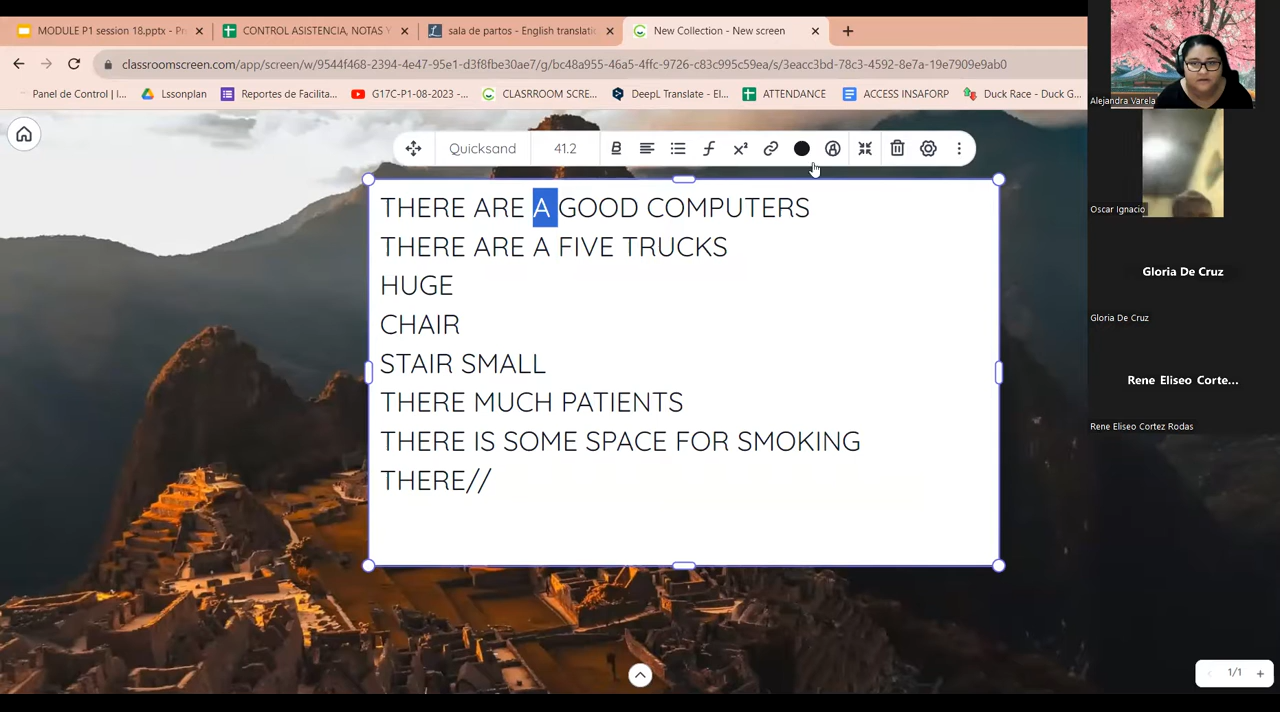 MODULE P1 session 18.pptx - Pr
CONTROL ASISTENCIA, NOTAS Y
sala de partos - English translatic
New Collection - New screen
classroomscreen.com/app/screen/w/9544f468-2394-4e47-95e1-d3f8fbe3dae7/g/bc48a955-46a5-4ffc-9726-c83c995c59ea/s/3eacc3bd-78c3-4592-8e7a-19e7909e9ab0
Panel de Control | I...
Lssonplan
Reportes de Facilita...
G17C-P1-08-2023 -...
CLASSROOM SCRE...
DeepL Translate - El...
ATTENDANCE
ACCESS INSAFORP
Duck Race - Duck G...
Quicksand 41.2
THERE ARE A GOOD COMPUTERS
THERE ARE A FIVE TRUCKS
HUGE
CHAIR
STAIR SMALL
THERE MUCH PATIENTS
THERE IS SOME SPACE FOR SMOKING
THERE//
1/1
Alejandra Varela
Oscar Ignacio
Gloria De Cruz
Gloria De Cruz
Rene Eliseo Corte...
Rene Eliseo Cortez Rodas